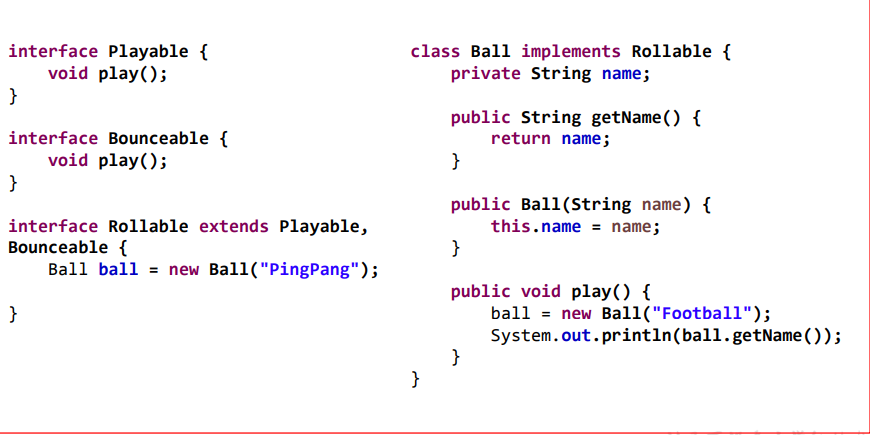 interface Playable {
    void play();
}
interface Bounceable {
    void play();
}
interface Rollable extends Playable,
Bounceable {
    Ball ball = new Ball("PingPang");
}
class Ball implements Rollable {
    private String name;
    public String getName() {
        return name;
    }
    public Ball(String name) {
        this.name = name;
    }
    public void play() {
        ball = new Ball("Football");
        System.out.println(ball.getName());
    }
}